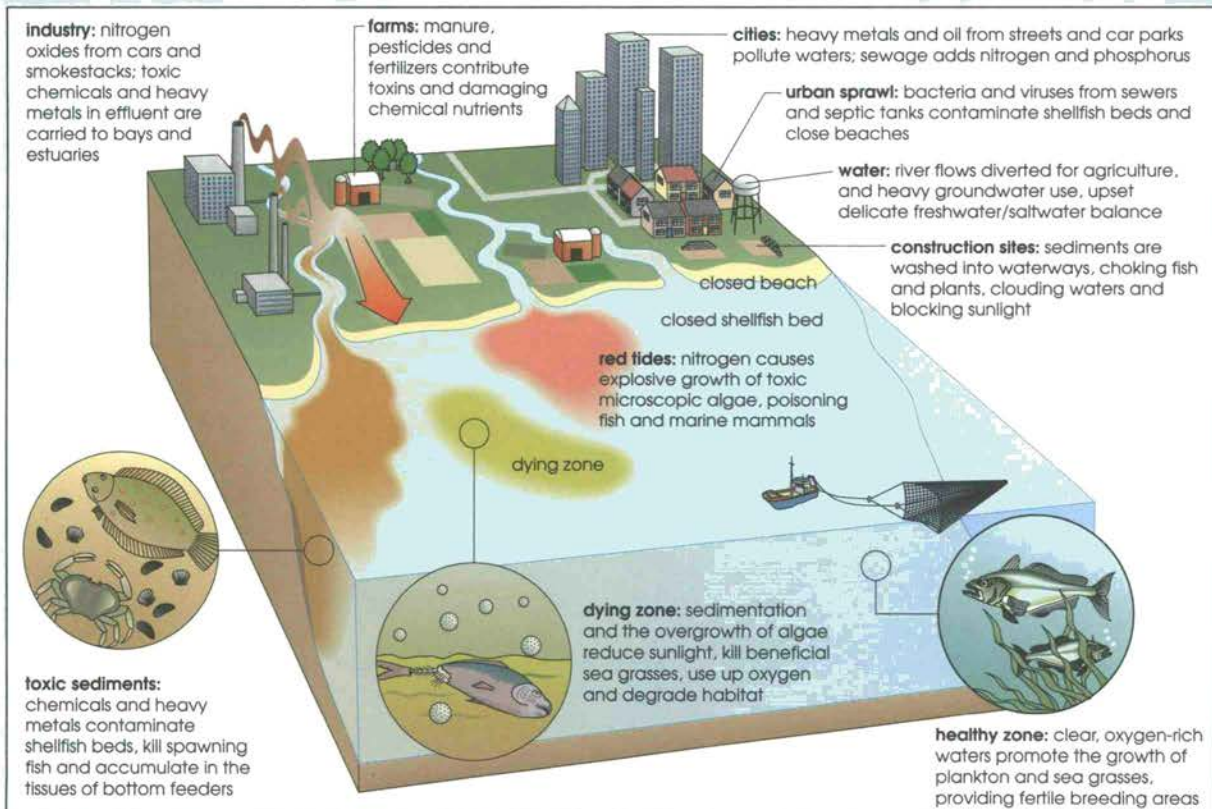 industry: nitrogen
oxides from cars and
smokestacks; toxic
chemicals and heavy
metals in effluent are
carried to bays and
estuaries
farms: manure,
pesticides and
fertilizers contribute
toxins and damaging
chemical nutrients
cities: heavy metals and oil from streets and car parks
pollute waters; sewage adds nitrogen and phosphorus
urban sprawl: bacteria and viruses from sewers
and septic tanks contaminate shellfish beds and
close beaches
water: river flows diverted for agriculture,
and heavy groundwater use, upset
delicate freshwater/saltwater balance
construction sites: sediments are
washed into waterways, choking fish
and plants, clouding waters and
blocking sunlight
closed beach
closed shellfish bed
red tides: nitrogen causes
explosive growth of toxic
microscopic algae, poisoning
fish and marine mammals
dying zone
dying zone: sedimentation
and the overgrowth of algae
reduce sunlight, kill beneficial
sea grasses, use up oxygen
and degrade habitat
toxic sediments:
chemicals and heavy
metals contaminate
shellfish beds, kill spawning
fish and accumulate in the
tissues of bottom feeders
healthy zone: clear, oxygen-rich
waters promote the growth of
plankton and sea grasses,
providing fertile breeding areas